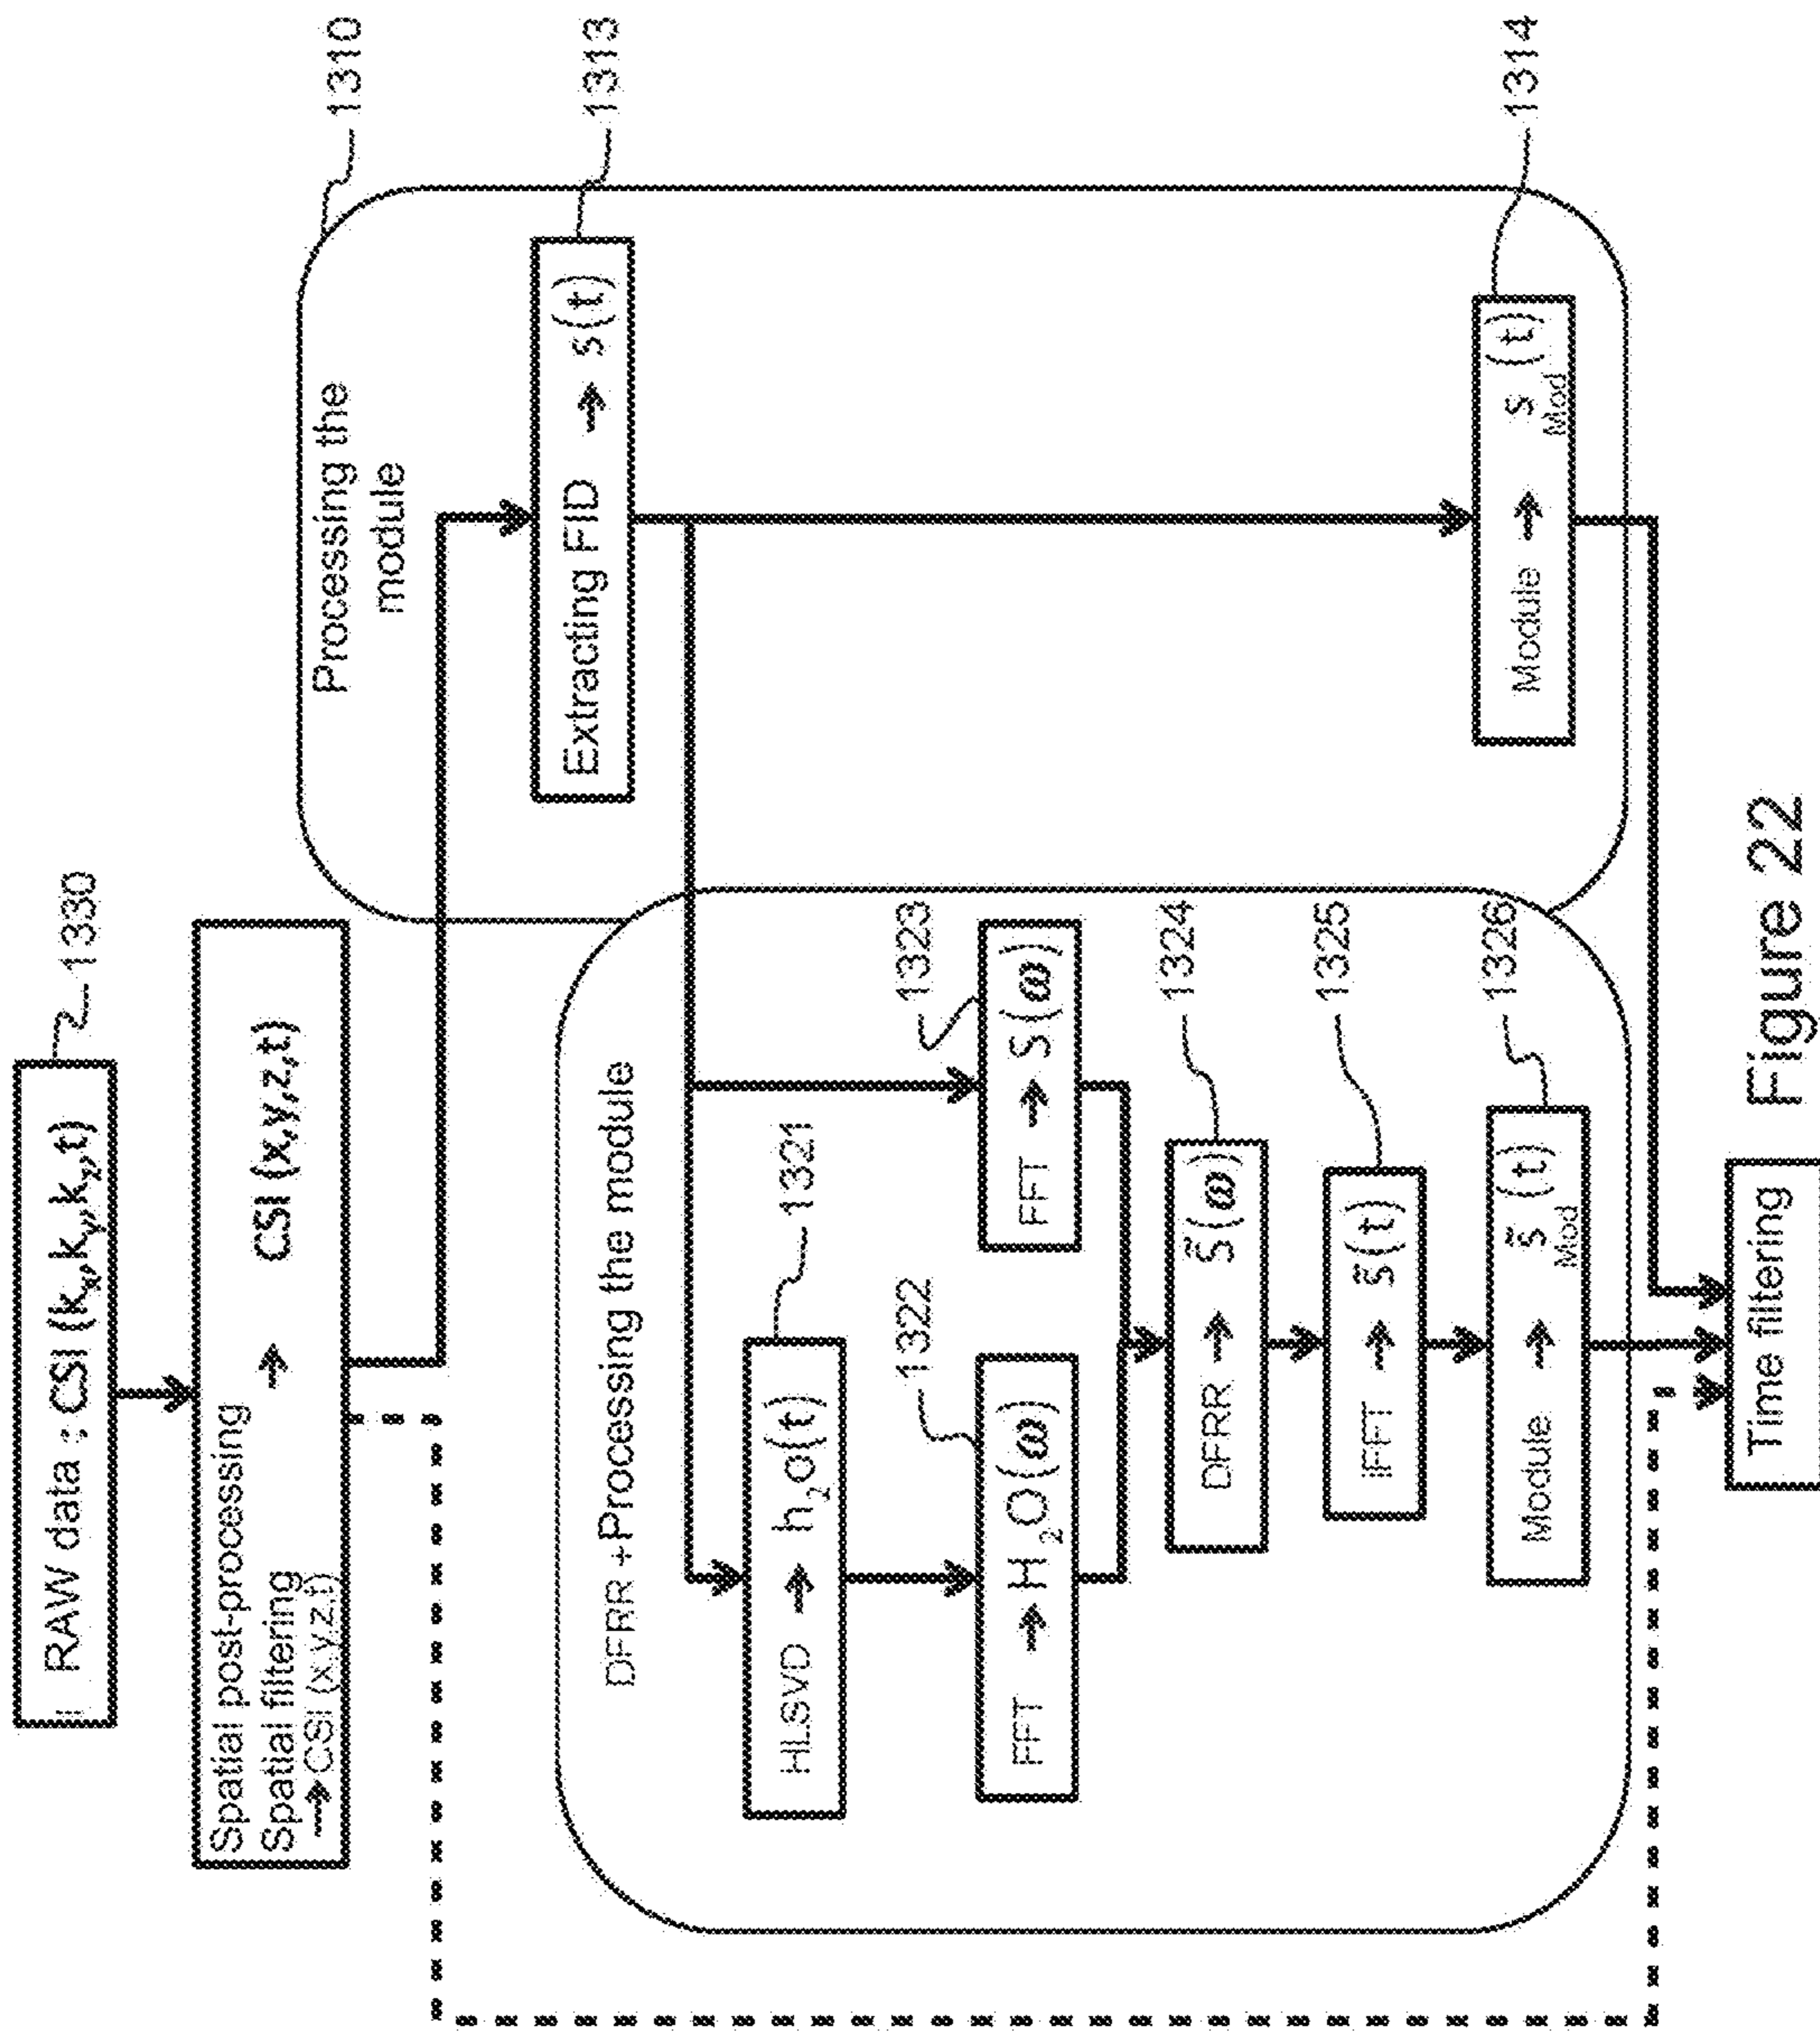 RAW data : CSI (kₓ,kᵧ,k_z,t)
1330
Spatial post-processing
Spatial filtering → CSI (x,y,z,t)
→CSI (x,y,z,t)
Processing the
module
1310
Extracting FID → s(t)
1313
DFRR +Processing the module
HLSVD → h₂o(t)
1321
FFT → H₂O(ω)
1322
FFT → S(ω)
1323
DFRR → S̃(ω)
1324
IFFT → s̃(t)
1325
Module → s̃ (t)
Mod
1326
Module → s (t)
Mod
1314
Time filtering
Figure 22